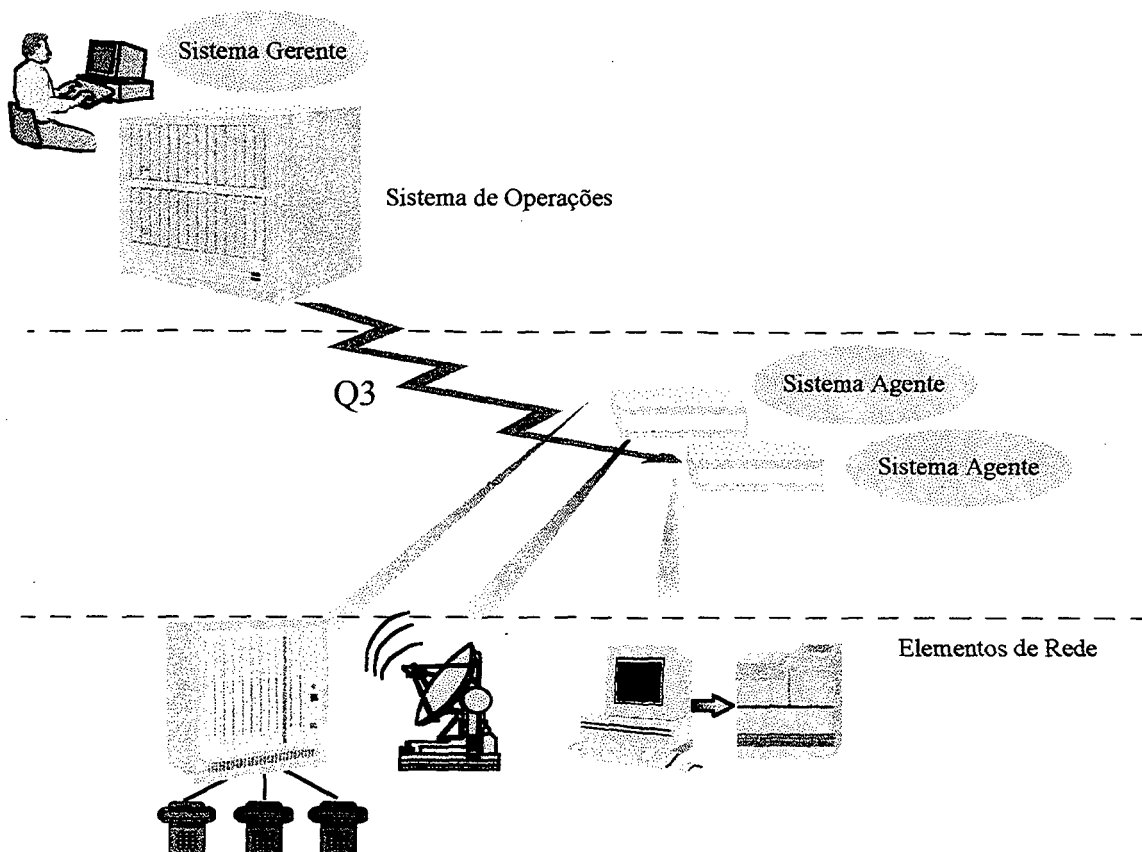 Sistema Gerente
Sistema de Operações
Q3
Sistema Agente
Sistema Agente
Elementos de Rede